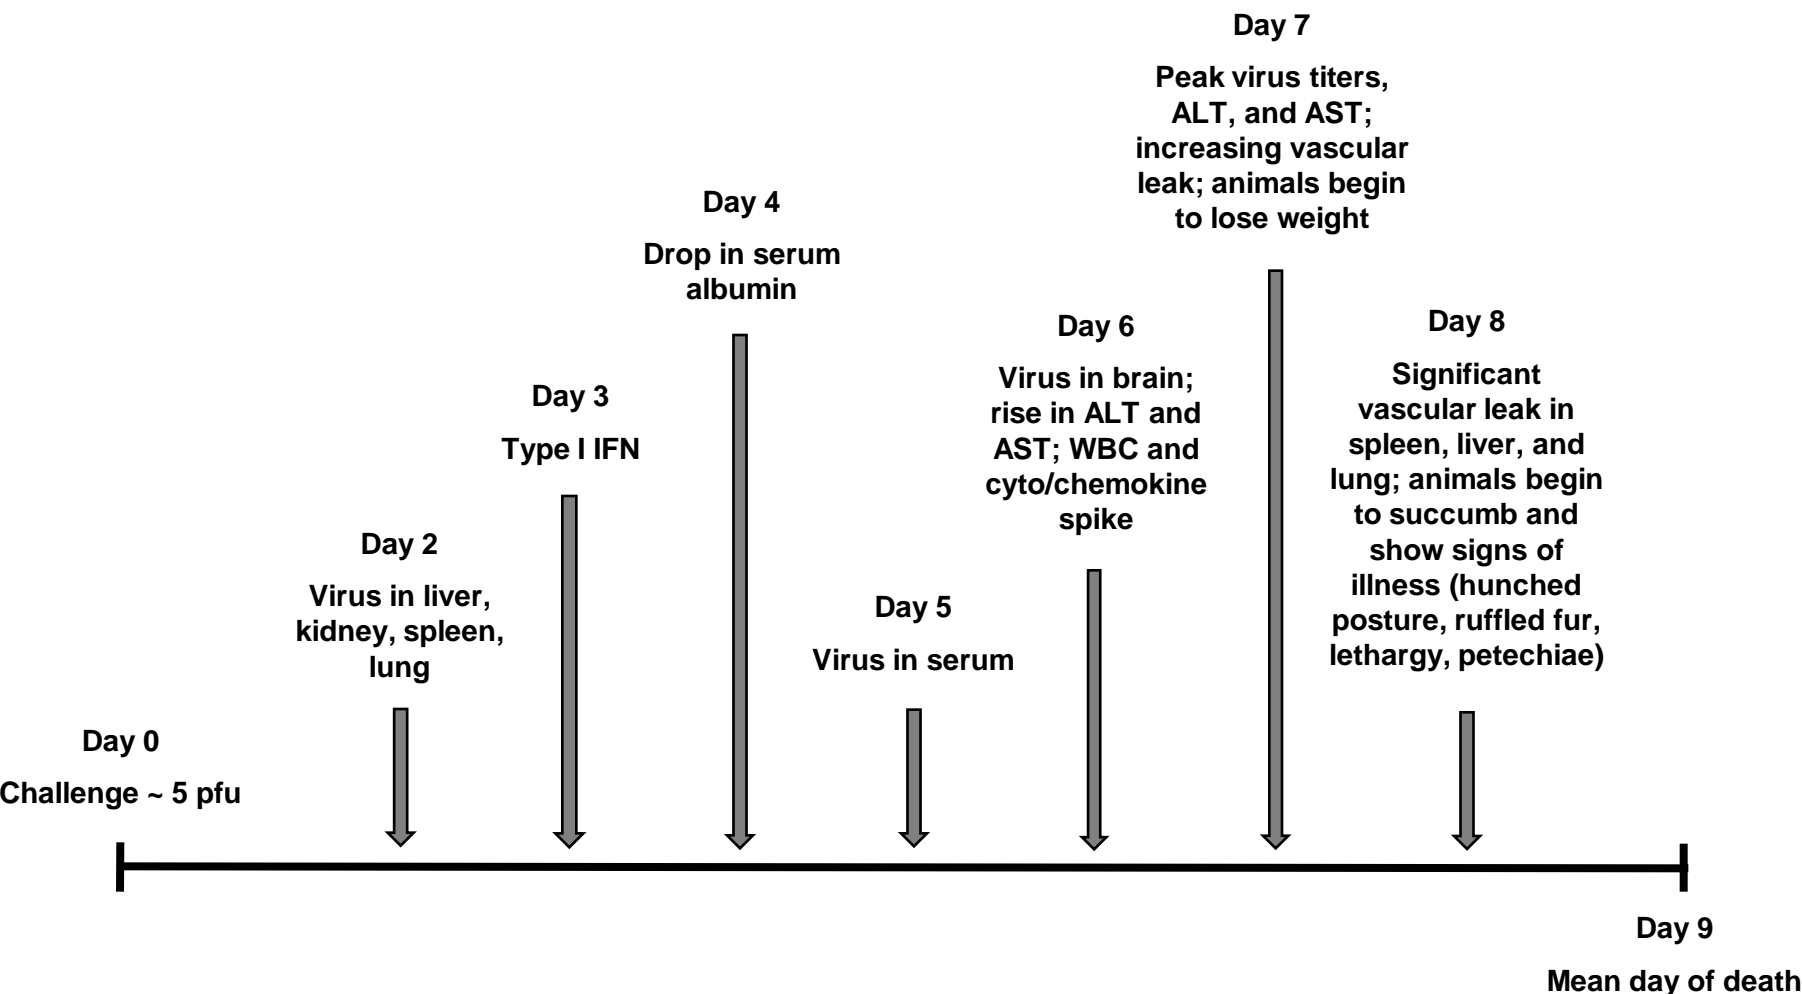 Day 0
Challenge ~ 5 pfu
Day 2
Virus in liver,
kidney, spleen,
lung
Day 3
Type I IFN
Day 4
Drop in serum
albumin
Day 5
Virus in serum
Day 6
Virus in brain;
rise in ALT and
AST; WBC and
cyto/chemokine
spike
Day 7
Peak virus titers,
ALT, and AST;
increasing vascular
leak; animals begin
to lose weight
Day 8
Significant
vascular leak in
spleen, liver, and
lung; animals begin
to succumb and
show signs of
illness (hunched
posture, ruffled fur,
lethargy, petechiae)
Day 9
Mean day of death